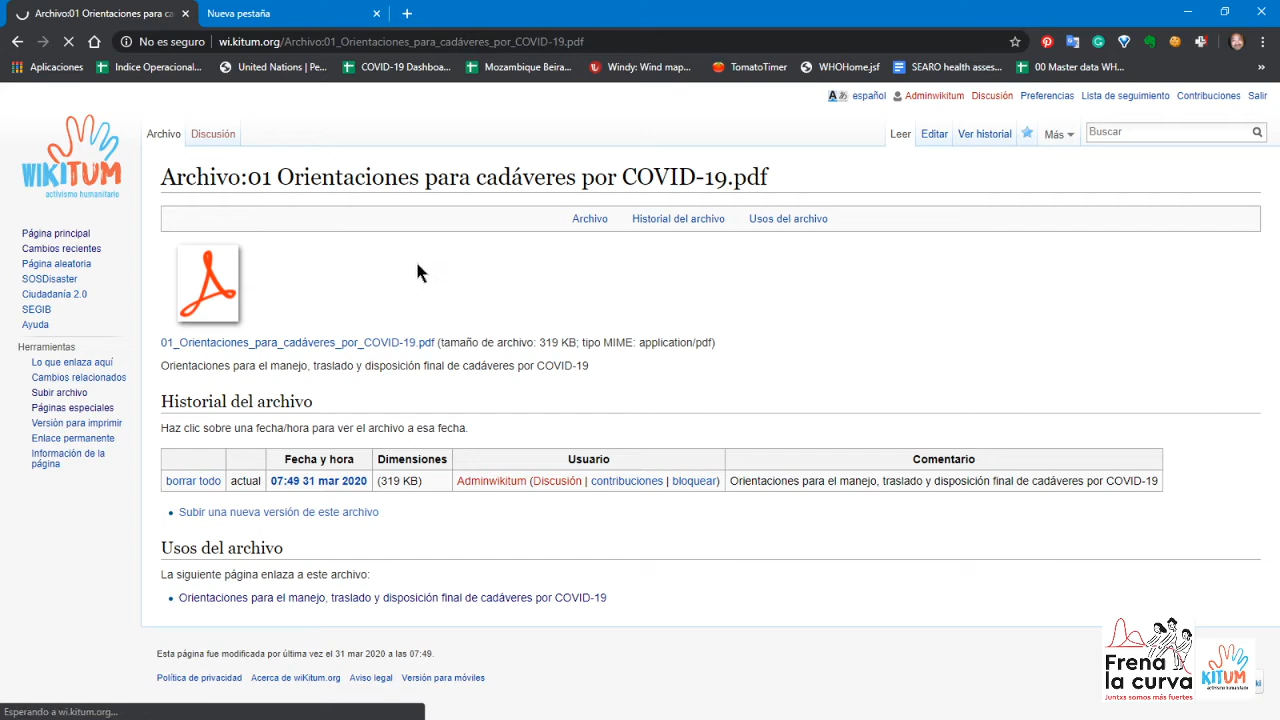 Archivo:01 Orientaciones para ca
Nueva pestaña
No es seguro
wi.kitum.org/Archivo:01_Orientaciones_para_cadáveres_por_COVID-19.pdf
Aplicaciones
Indice Operacional...
United Nations | Pe...
COVID-19 Dashboa...
Mozambique Beira...
Windy: Wind map...
TomatoTimer
WHOHome.jsf
SEARO health asses...
00 Master data WH...
»
español
Adminwikitum
Discusión
Preferencias
Lista de seguimiento
Contribuciones
Salir
WIKITUM
activismo humanitario
Archivo
Discusión
Leer
Editar
Ver historial
Más
Buscar
Archivo:01 Orientaciones para cadáveres por COVID-19.pdf
Archivo
Historial del archivo
Usos del archivo
Página principal
Cambios recientes
Página aleatoria
SOSDisaster
Ciudadanía 2.0
SEGIB
Ayuda
Herramientas
Lo que enlaza aquí
Cambios relacionados
Subir archivo
Páginas especiales
Versión para imprimir
Enlace permanente
Información de la
página
01_Orientaciones_para_cadáveres_por_COVID-19.pdf (tamaño de archivo: 319 KB; tipo MIME: application/pdf)
Orientaciones para el manejo, traslado y disposición final de cadáveres por COVID-19
Historial del archivo
Haz clic sobre una fecha/hora para ver el archivo a esa fecha.
Fecha y hora
Dimensiones
Usuario
Comentario
borrar todo
actual
07:49 31 mar 2020
(319 KB)
Adminwikitum (Discusión | contribuciones | bloquear)
Orientaciones para el manejo, traslado y disposición final de cadáveres por COVID-19
Subir una nueva versión de este archivo
Usos del archivo
La siguiente página enlaza a este archivo:
Orientaciones para el manejo, traslado y disposición final de cadáveres por COVID-19
Esta página fue modificada por última vez el 31 mar 2020 a las 07:49.
Política de privacidad
Acerca de wiKitum.org
Aviso legal
Versión para móviles
Frena
la curva
Juntxs somos más fuertes
KITUM
activismo humanitario
Esperando a wi.kitum.org...